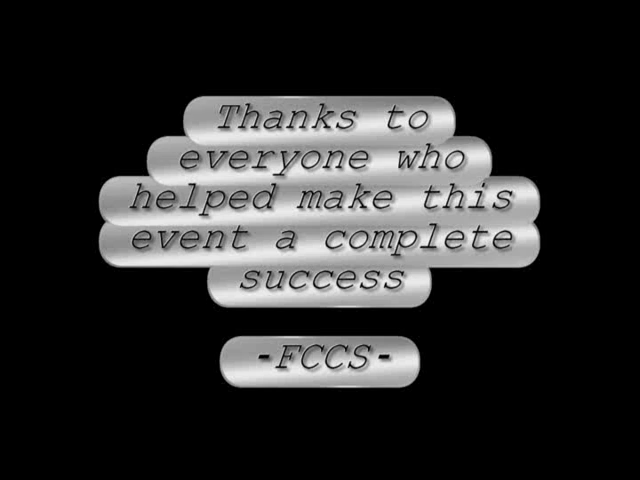 Thanks to
everyone who
helped make this
event a complete
success
-FCCS-